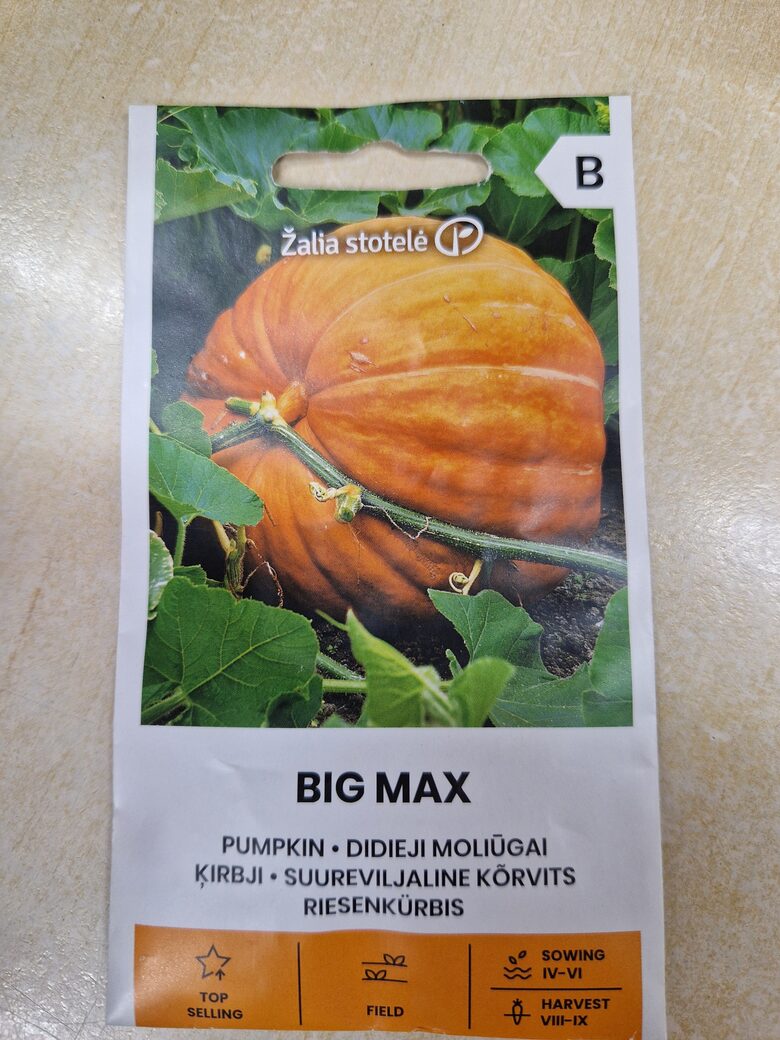 B
Žalia stotelė
BIG MAX
PUMPKIN • DIDIEJI MOLIŪGAI
ĶIRBJI • SUUREVILJALINE KÕRVITS
RIESENKÜRBIS
TOP
SELLING
FIELD
SOWING
IV-VI
HARVEST
VIII-IX